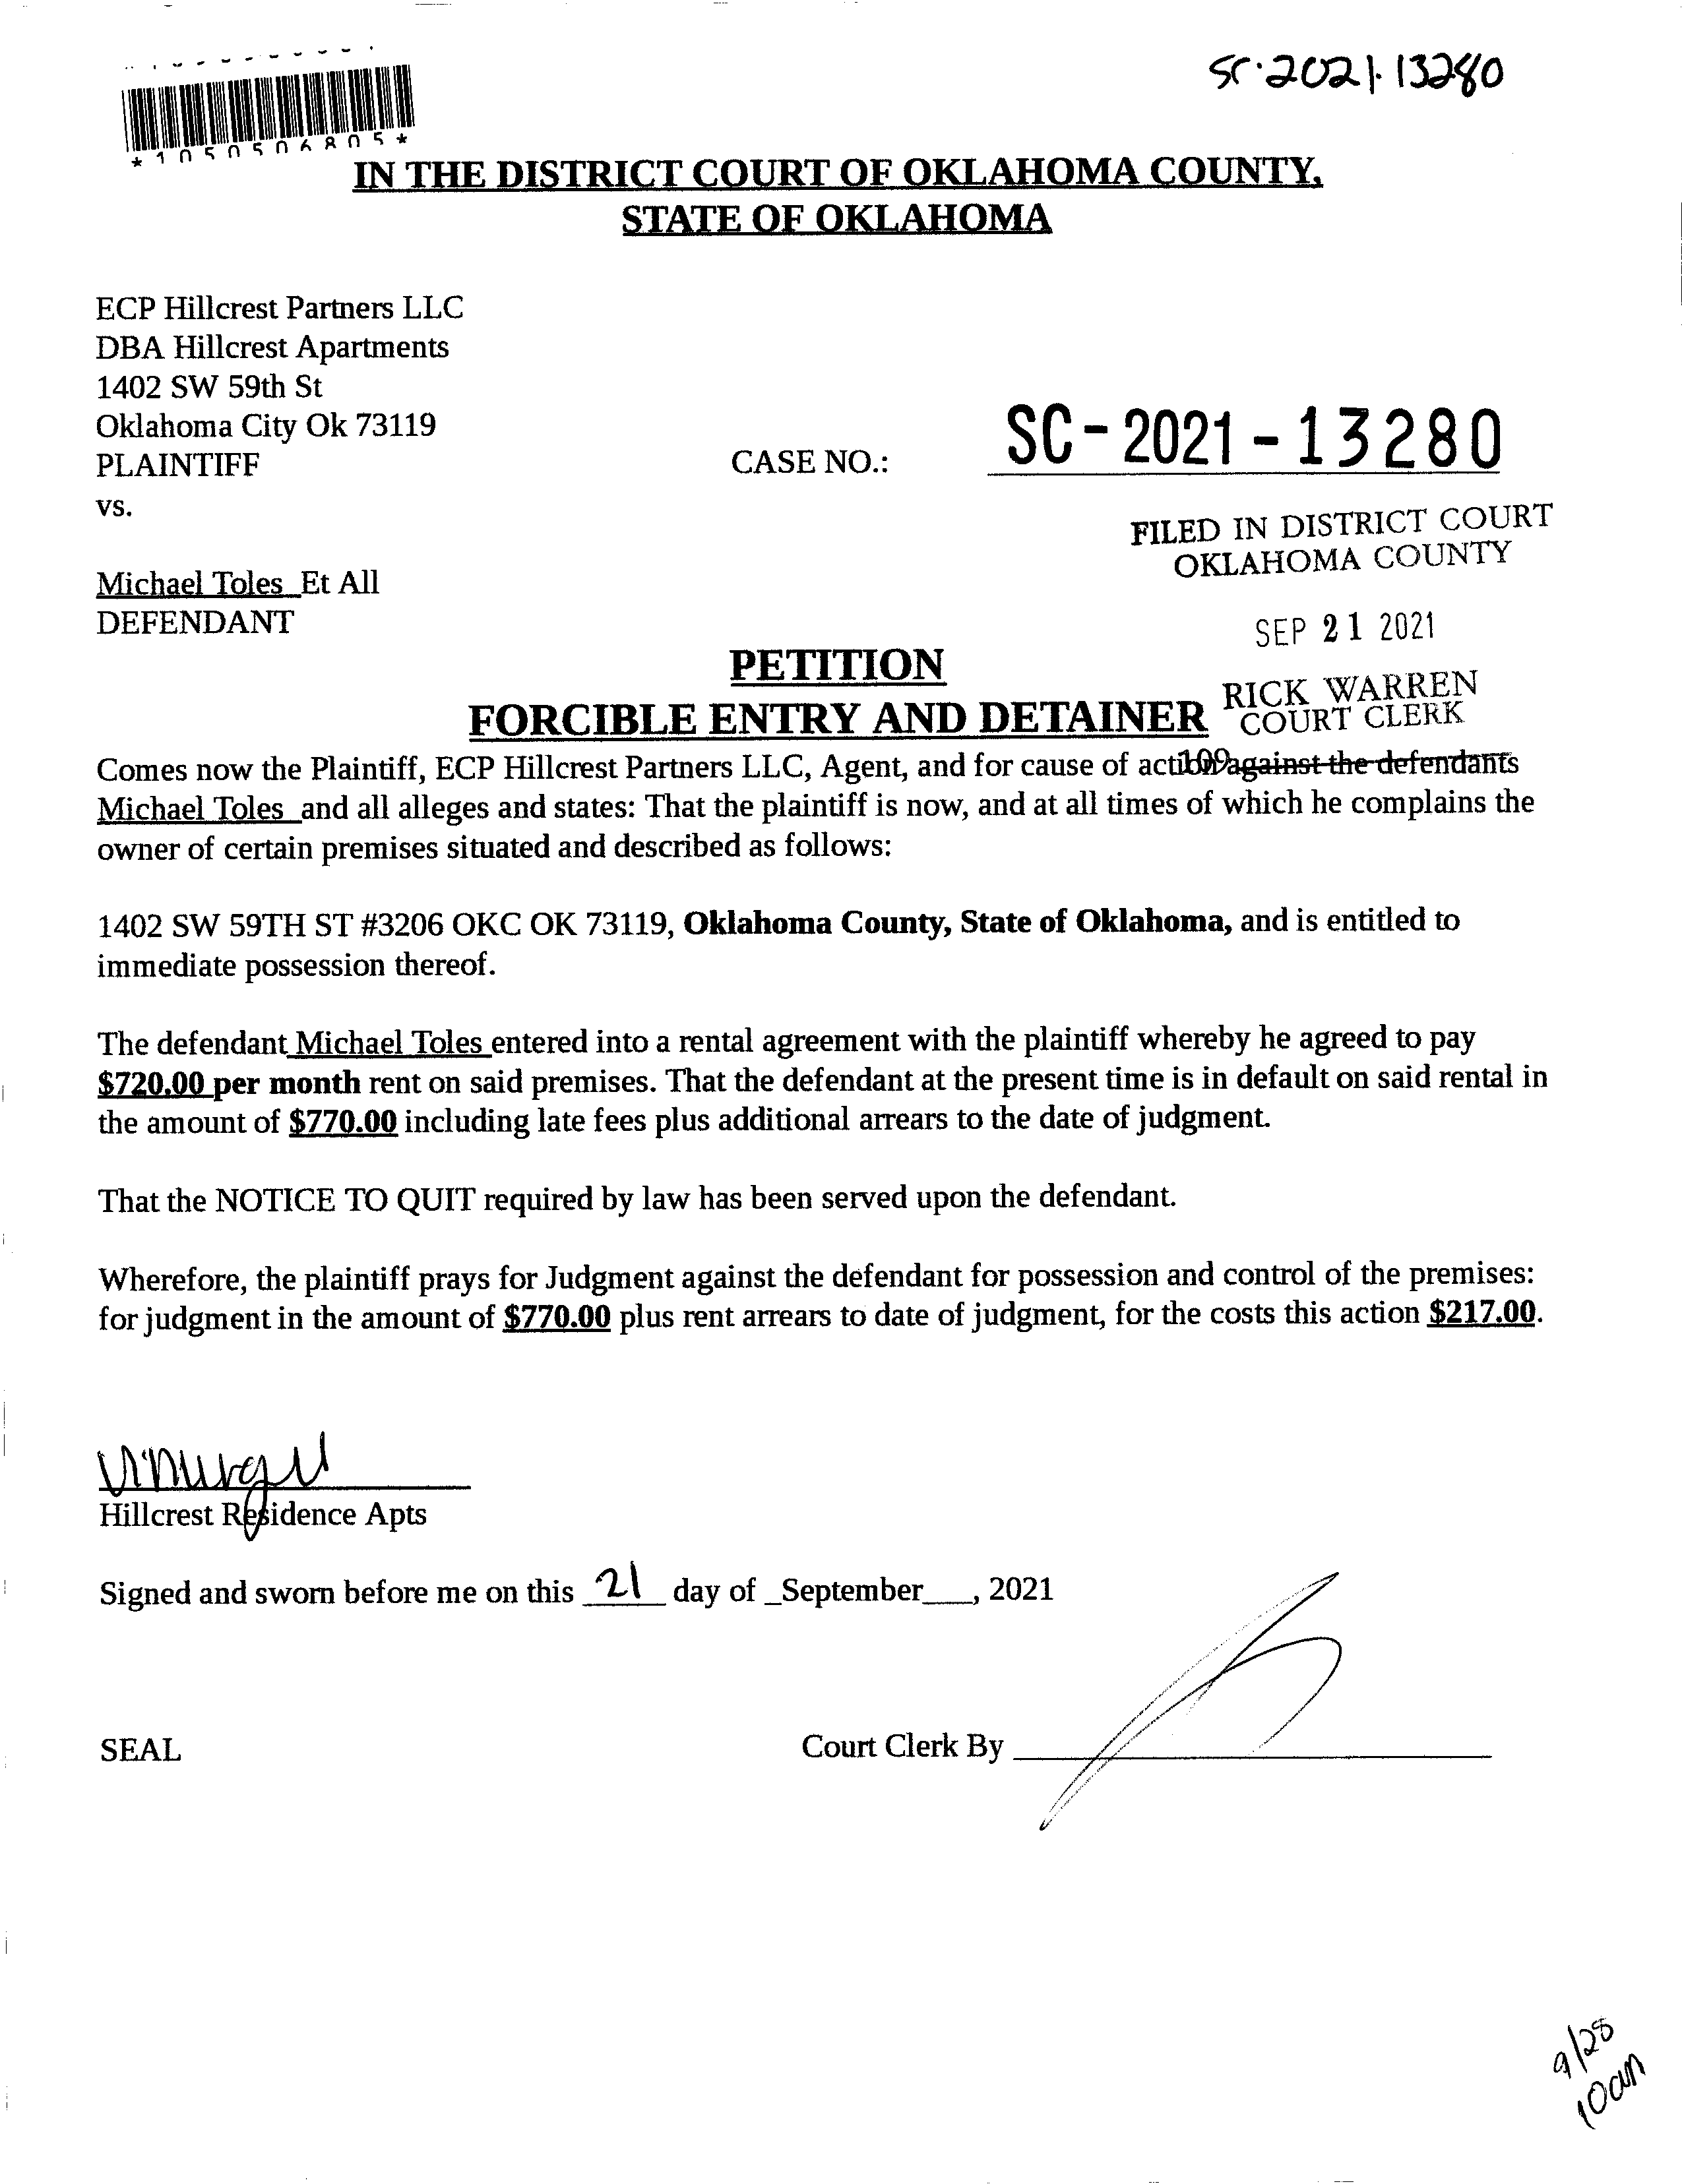 SC-2021-13280
*1050506805*
IN THE DISTRICT COURT OF OKLAHOMA COUNTY,
STATE OF OKLAHOMA
ECP Hillcrest Partners LLC
DBA Hillcrest Apartments
1402 SW 59th St
Oklahoma City Ok 73119
PLAINTIFF
CASE NO.: SC-2021-13280
vs.
FILED IN DISTRICT COURT
OKLAHOMA COUNTY
Michael Toles Et All
DEFENDANT
SEP 21 2021
PETITION
RICK WARREN
COURT CLERK
FORCIBLE ENTRY AND DETAINER
109
Comes now the Plaintiff, ECP Hillcrest Partners LLC, Agent, and for cause of action against the defendants
Michael Toles and all alleges and states: That the plaintiff is now, and at all times of which he complains the
owner of certain premises situated and described as follows:
1402 SW 59TH ST #3206 OKC OK 73119, Oklahoma County, State of Oklahoma, and is entitled to
immediate possession thereof.
The defendant Michael Toles entered into a rental agreement with the plaintiff whereby he agreed to pay
$720.00 per month rent on said premises. That the defendant at the present time is in default on said rental in
the amount of $770.00 including late fees plus additional arrears to the date of judgment.
That the NOTICE TO QUIT required by law has been served upon the defendant.
Wherefore, the plaintiff prays for Judgment against the defendant for possession and control of the premises:
for judgment in the amount of $770.00 plus rent arrears to date of judgment, for the costs this action $217.00.
Hillcrest Residence Apts
Signed and sworn before me on this 21 day of _September___, 2021
SEAL
Court Clerk By
9/28
10am